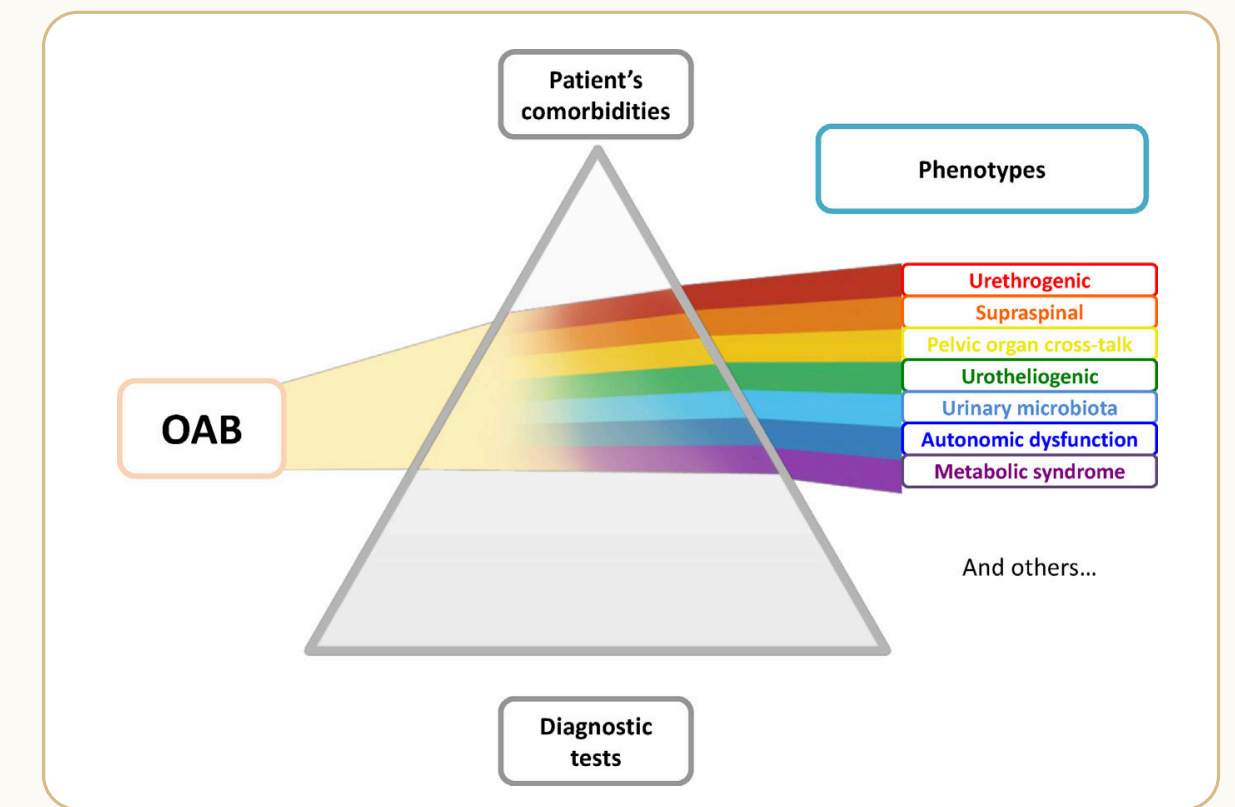 Patient's
comorbidities
Phenotypes
Urethrogenic
Supraspinal
Pelvic organ cross-talk
Urotheliogenic
Urinary microbiota
Autonomic dysfunction
Metabolic syndrome
OAB
And others...
Diagnostic
tests